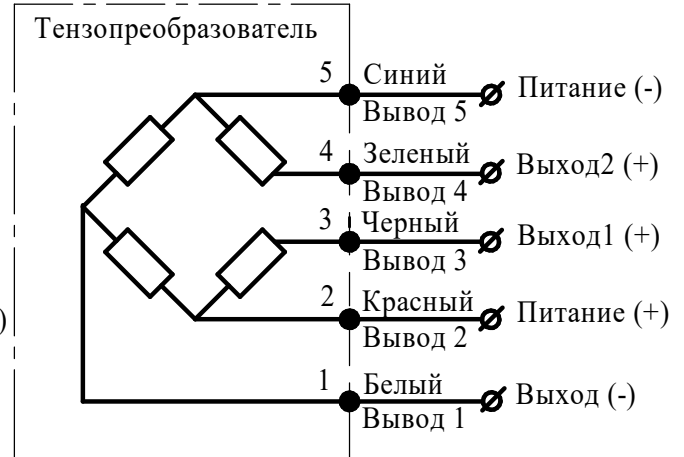 Тензопреобразователь
5 Синий
Вывод 5
Питание (-)
4 Зеленый
Вывод 4
Выход2 (+)
3 Черный
Вывод 3
Выход1 (+)
2 Красный
Вывод 2
Питание (+)
)
1 Белый
Вывод 1
Выход (-)